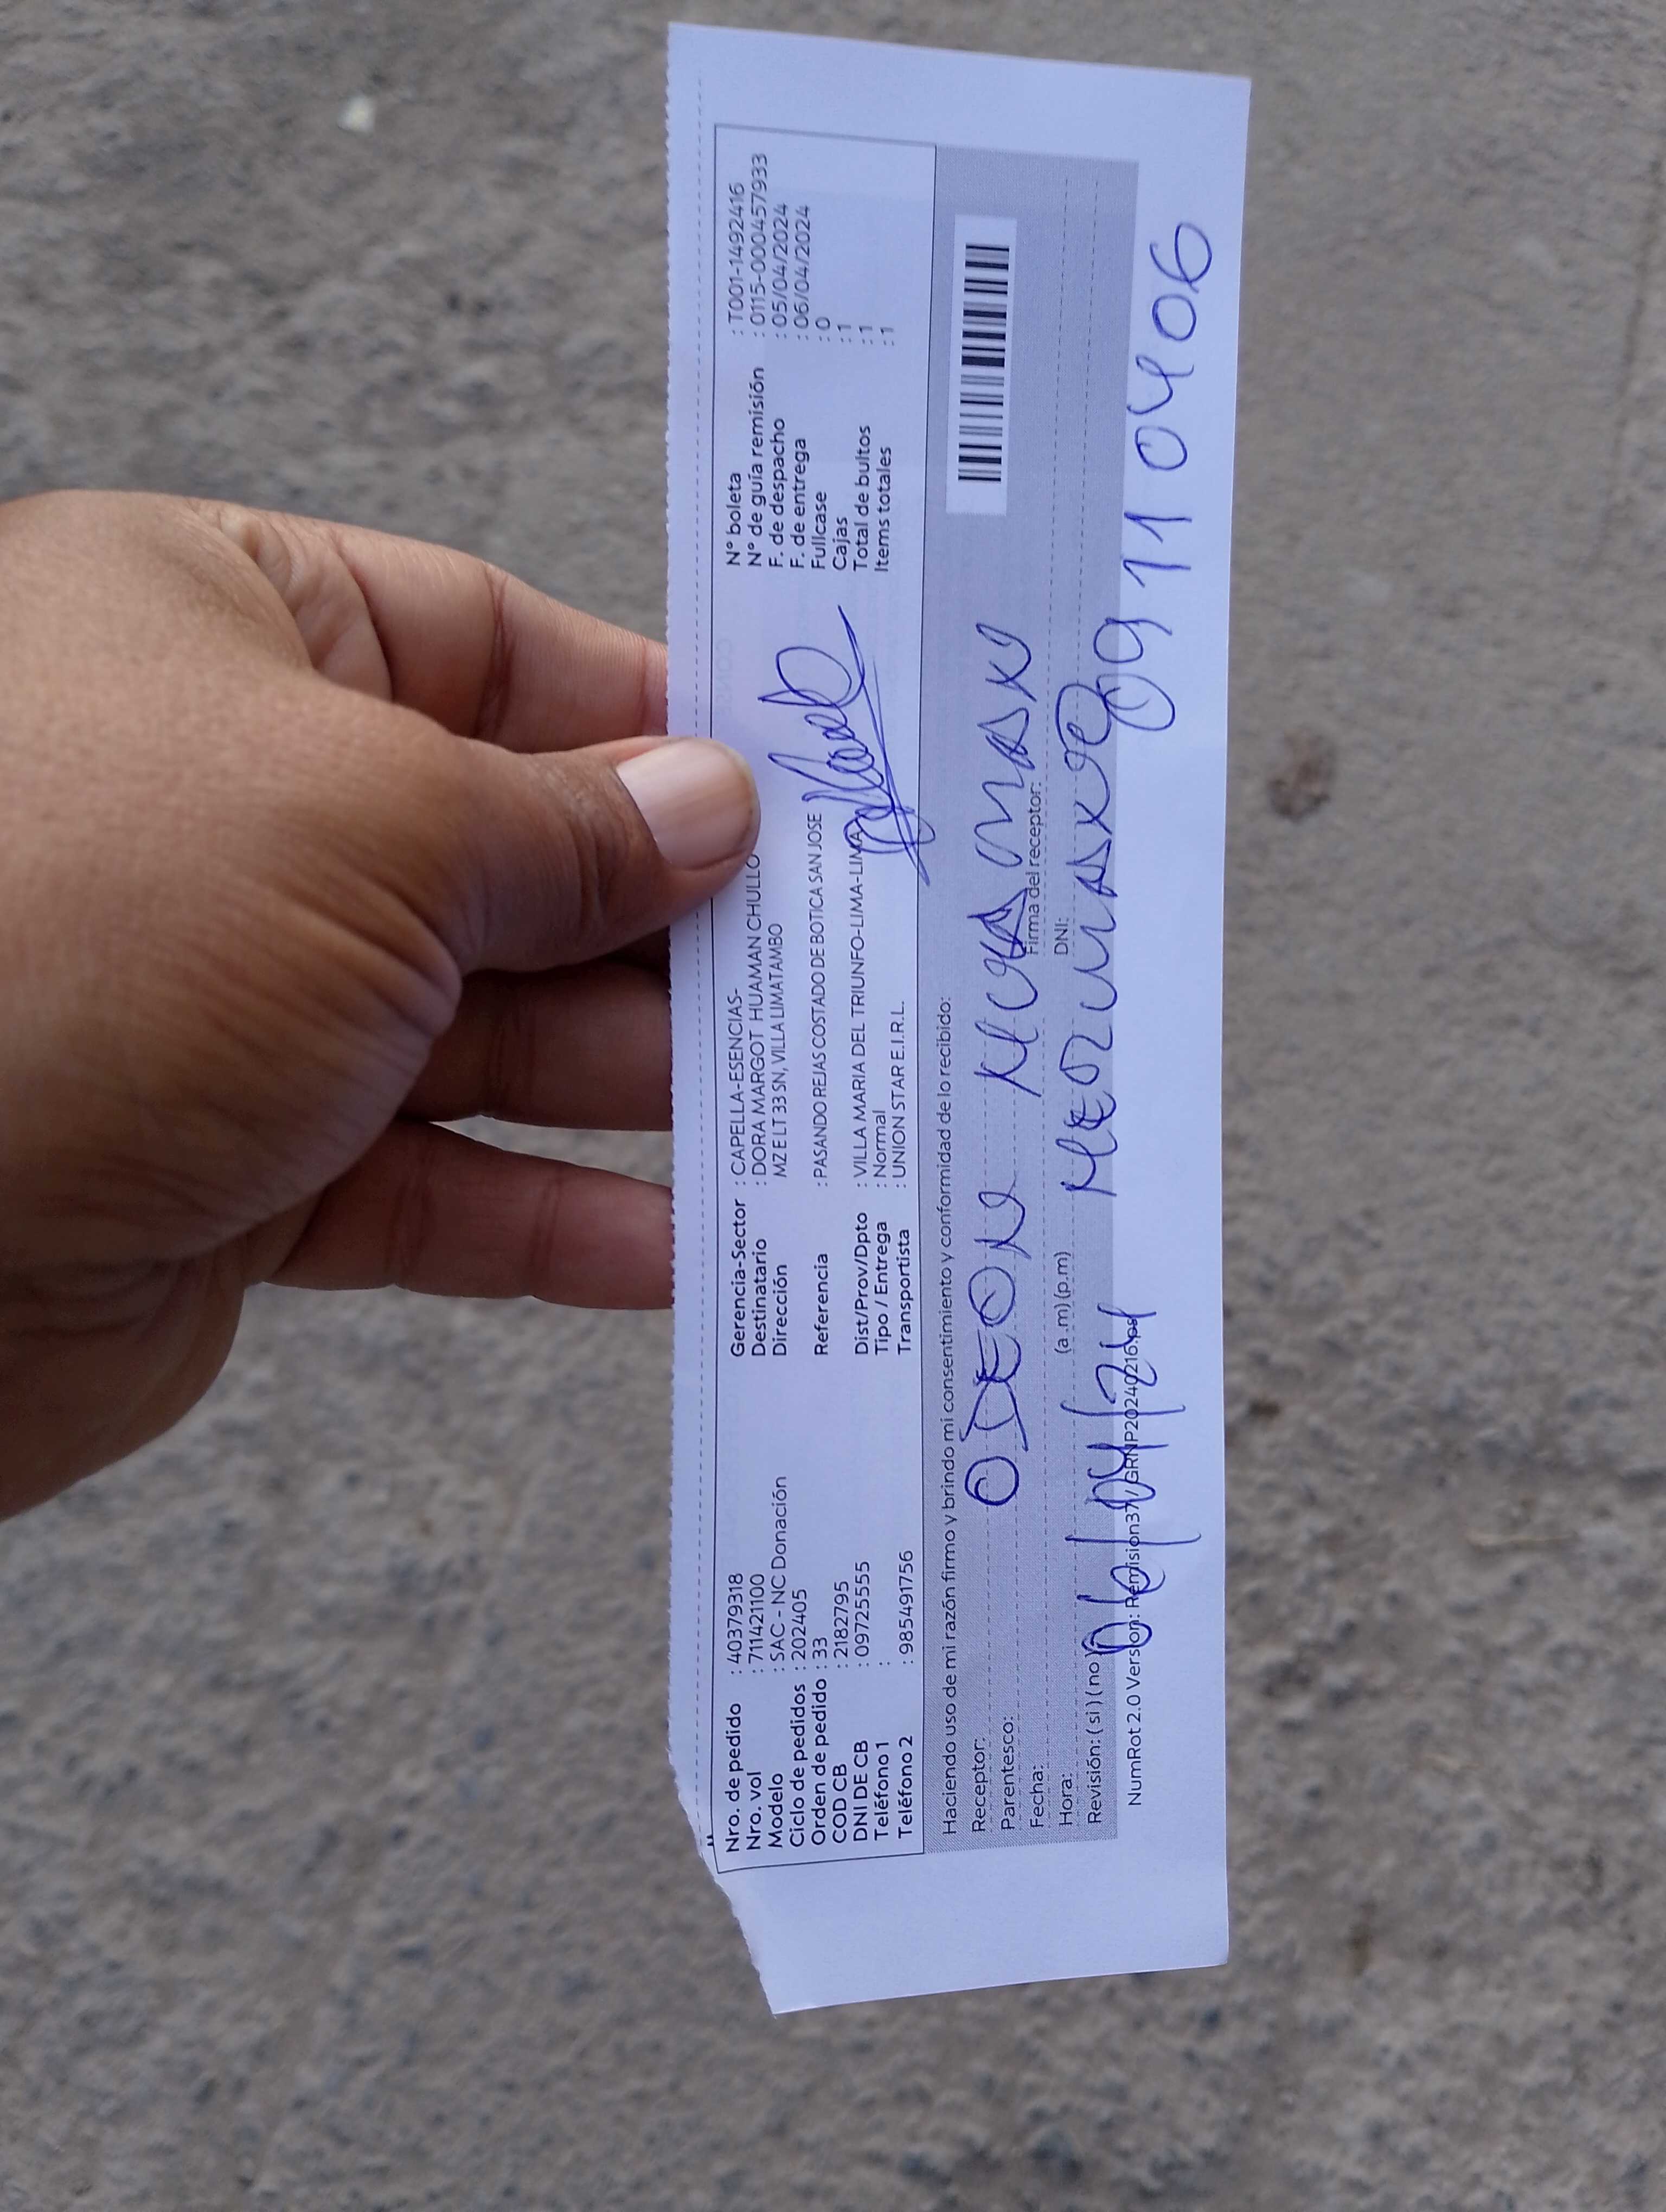 Nro. de pedido : 40379318
Nro. vol : 711421100
Modelo : SAC - NC Donación
Ciclo de pedidos : 202405
Orden de pedido : 33
COD CB : 2182795
DNI DE CB : 09725555
Teléfono 1 :
Teléfono 2 : 985491756
Gerencia-Sector : CAPELLA-ESENCIAS-
Destinatario : DORA MARGOT HUAMAN CHULLO
Dirección MZ E LT 33 SN, VILLA LIMATAMBO
Referencia : PASANDO REJAS COSTADO DE BOTICA SAN JOSE
Dist/Prov/Dpto : VILLA MARIA DEL TRIUNFO-LIMA-LIMA
Tipo / Entrega : Normal
Transportista : UNION STAR E.I.R.L.
N° boleta : T001-1492416
N° de guía remisión : 0115-000457933
F. de despacho : 05/04/2024
F. de entrega : 06/04/2024
Fullcase : 0
Cajas : 1
Total de bultos : 1
Items totales : 1
Haciendo uso de mi razón firmo y brindo mi consentimiento y conformidad de lo recibido:
Receptor:
Parentesco:
Fecha:
Hora: (a.m) (p.m)
Revisión: ( si ) ( no )
Firma del receptor:
DNI:
06/04/24
09110406
NumRot 2.0 Version: Remision37/GRNP20240216.ps